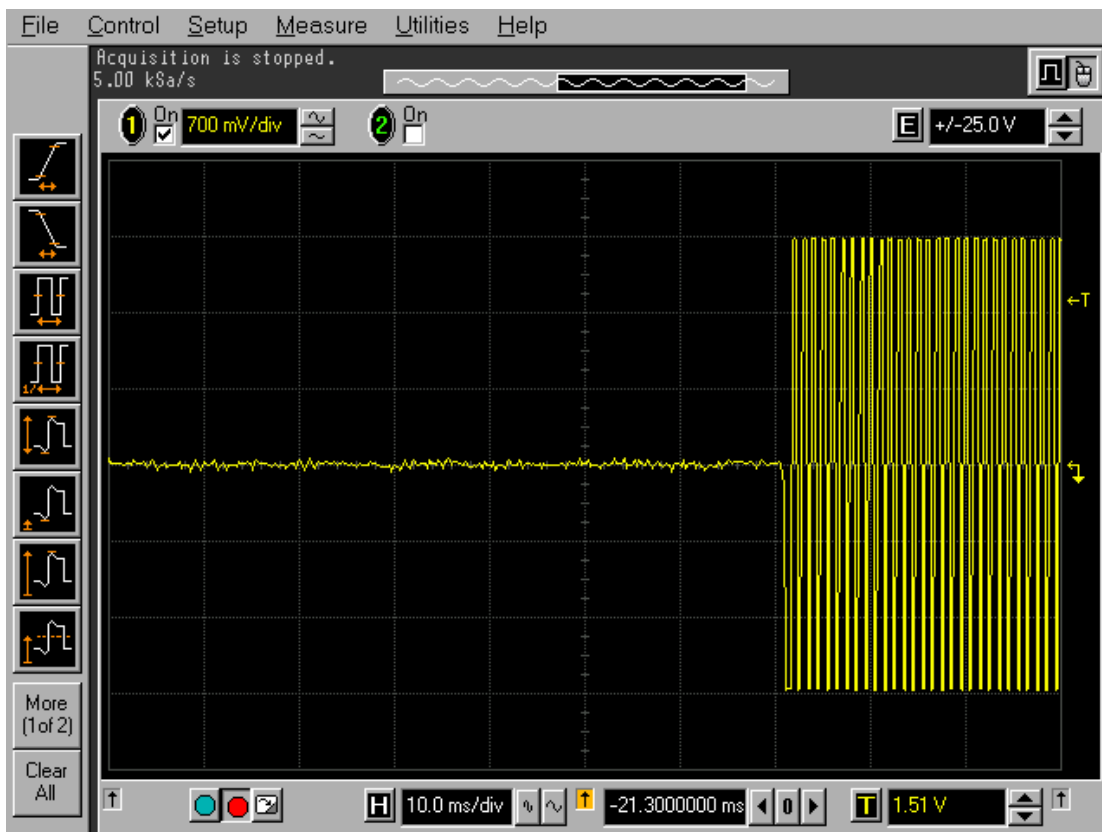 File Control Setup Measure Utilities Help
Acquisition is stopped.
5.00 kSa/s
1 On 700 mV/div 2 On E +/-25.0 V
T
1/
More
(1of 2)
Clear
All
H 10.0 ms/div -21.3000000 ms 0 T 1.51 V